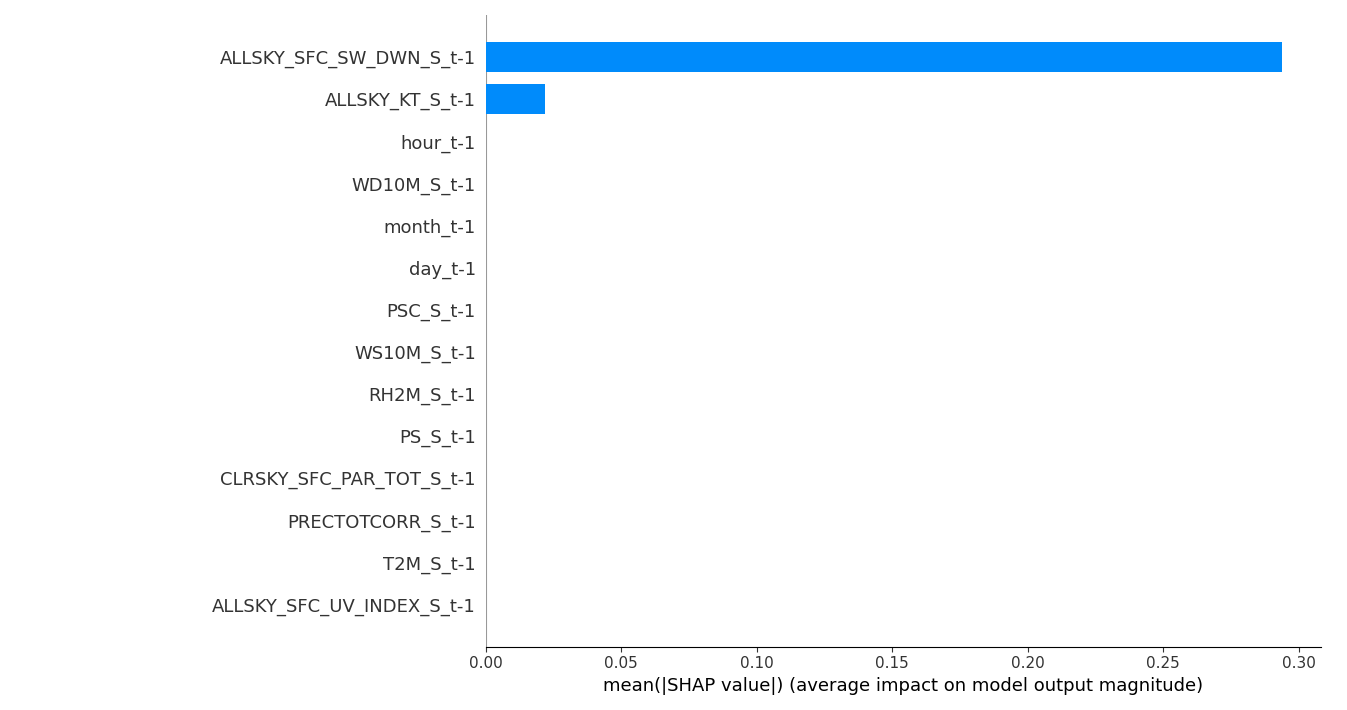 ALLSKY_SFC_SW_DWN_S_t-1
ALLSKY_KT_S_t-1
hour_t-1
WD10M_S_t-1
month_t-1
day_t-1
PSC_S_t-1
WS10M_S_t-1
RH2M_S_t-1
PS_S_t-1
CLRSKY_SFC_PAR_TOT_S_t-1
PRECTOTCORR_S_t-1
T2M_S_t-1
ALLSKY_SFC_UV_INDEX_S_t-1
0.00 0.05 0.10 0.15 0.20 0.25 0.30
mean(|SHAP value|) (average impact on model output magnitude)